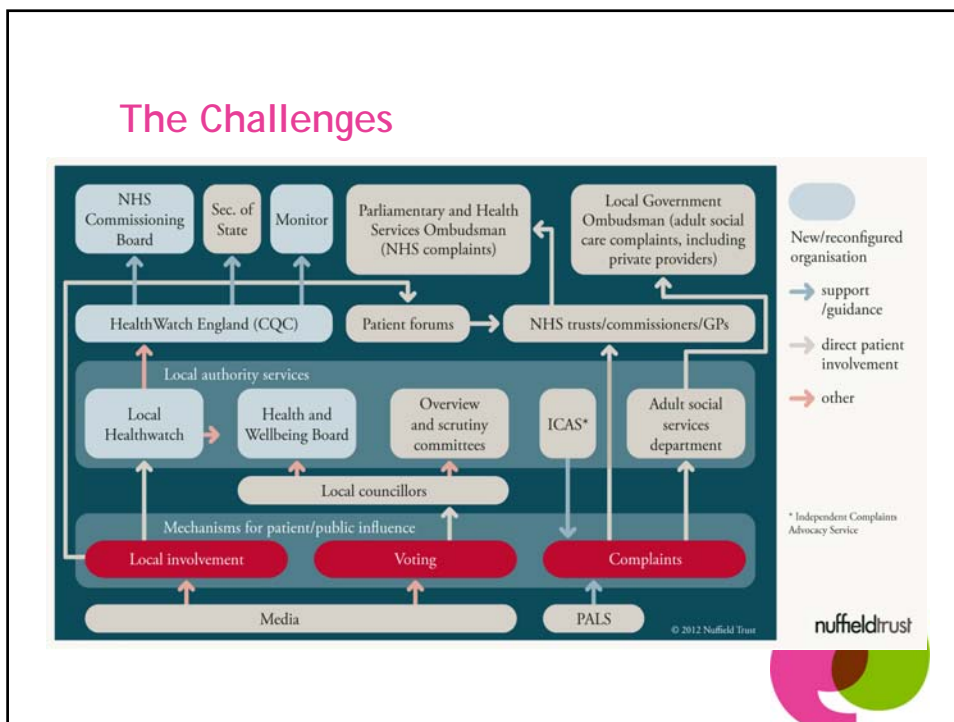 The Challenges
NHS
Commissioning
Board
Sec. of
State
Monitor
Parliamentary and Health
Services Ombudsman
(NHS complaints)
Local Government
Ombudsman (adult social
care complaints, including
private providers)
HealthWatch England (CQC)
Patient forums
NHS trusts/commissioners/GPs
Local authority services
Local
Healthwatch
Health and
Wellbeing Board
Overview
and scrutiny
committees
ICAS*
Adult social
services
department
Local councillors
Mechanisms for patient/public influence
Local involvement
Voting
Complaints
Media
PALS
© 2012 Nuffield Trust
New/reconfigured
organisation
support
/guidance
direct patient
involvement
other
* Independent Complaints
Advocacy Service
nuffieldtrust